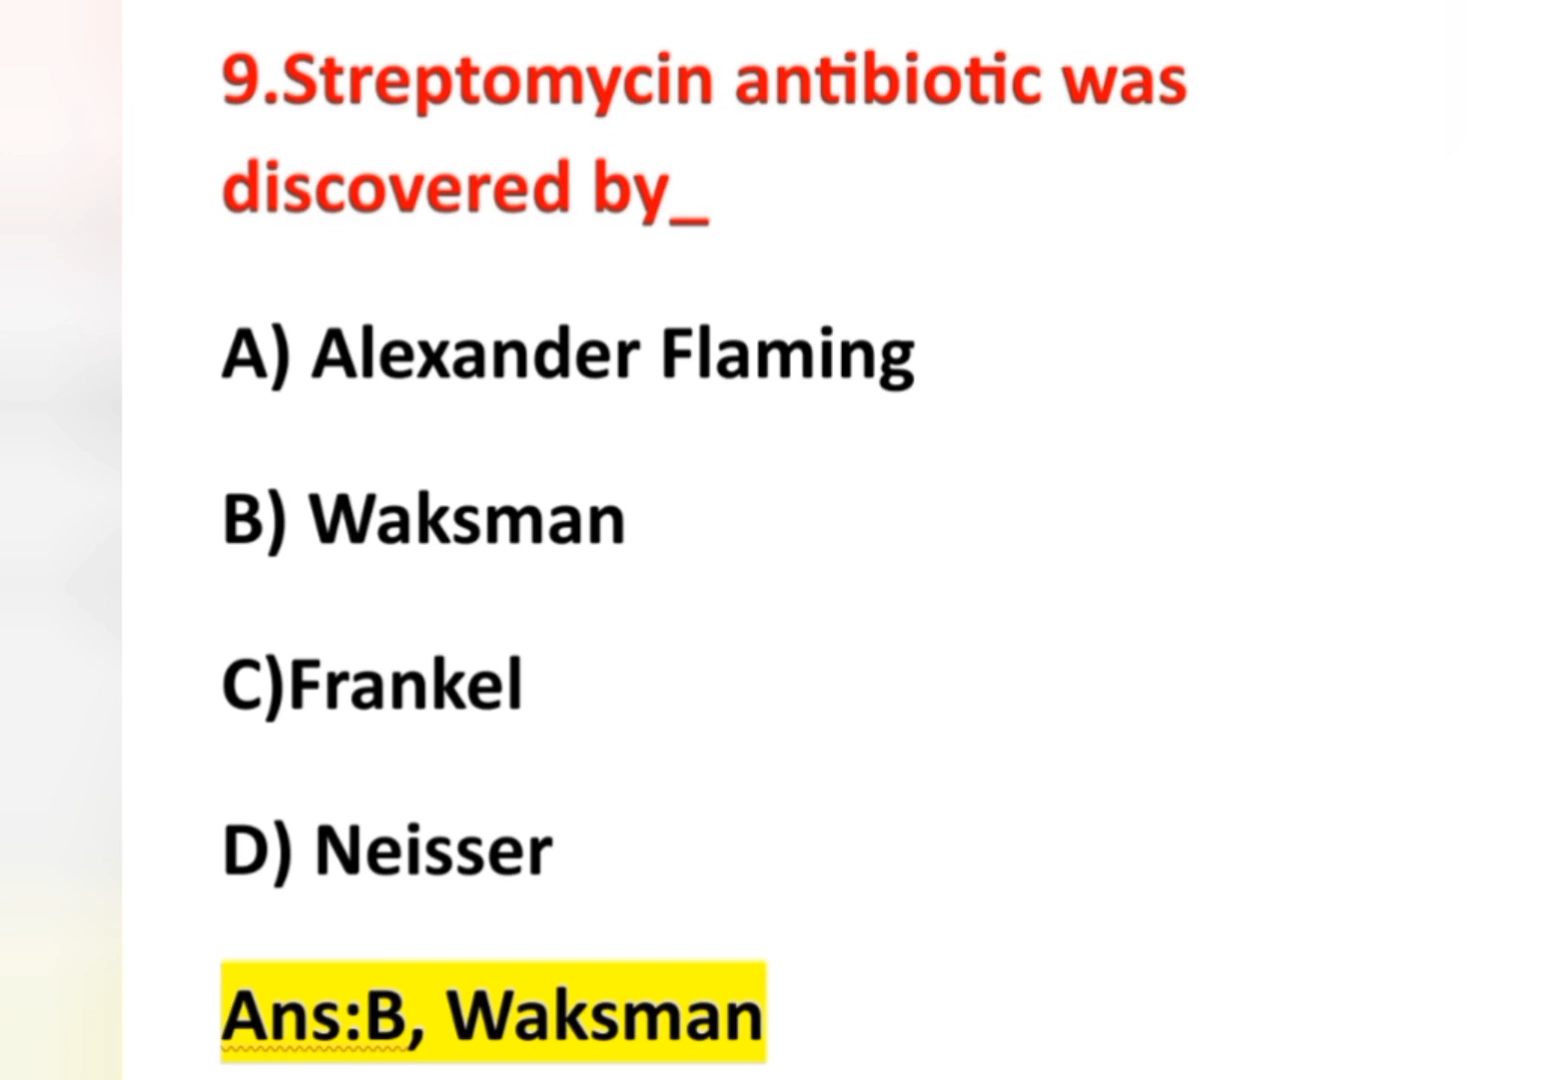 9.Streptomycin antibiotic was
discovered by_
A) Alexander Flaming
B) Waksman
C)Frankel
D) Neisser
Ans:B, Waksman